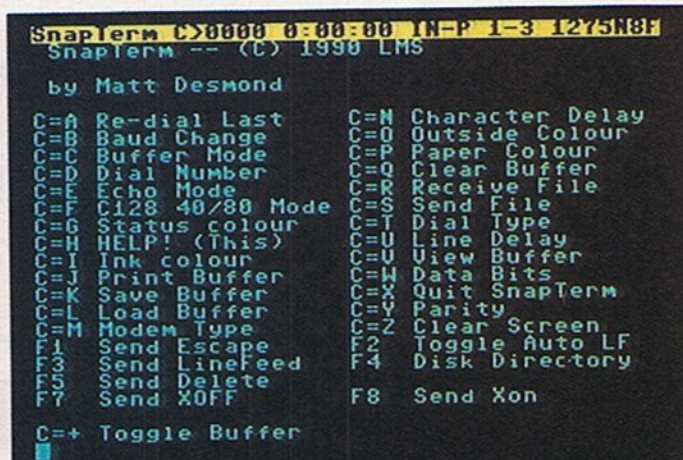 SnapTerm C>0000 0:00:00 IN-P 1-3 1275N8F
SnapTerm -- (C) 1990 LMS
by Matt Desmond
C=A Re-dial Last C=N Character Delay
C=B Baud Change C=O Outside Colour
C=C Buffer Mode C=P Paper Colour
C=D Dial Number C=Q Clear Buffer
C=E Echo Mode C=R Receive File
C=F C128 40/80 Mode C=S Send File
C=G Status colour C=T Dial Type
C=H HELP! (This) C=U Line Delay
C=I Ink colour C=V View Buffer
C=J Print Buffer C=W Data Bits
C=K Save Buffer C=X Quit SnapTerm
C=L Load Buffer C=Y Parity
C=M Modem Type C=Z Clear Screen
F1 Send Escape F2 Toggle Auto LF
F3 Send LineFeed F4 Disk Directory
F5 Send Delete
F7 Send XOFF F8 Send Xon
C=+ Toggle Buffer